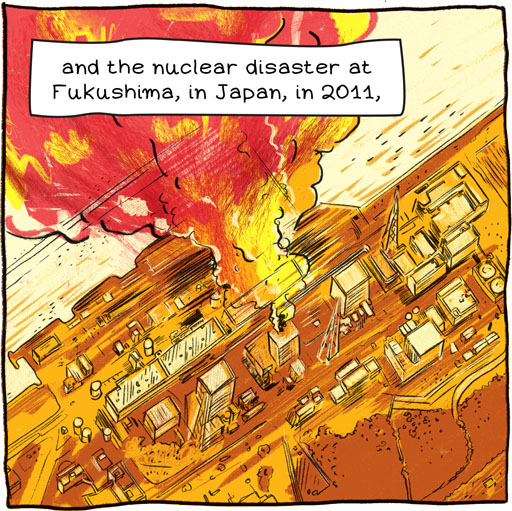 and the nuclear disaster at
Fukushima, in Japan, in 2011,